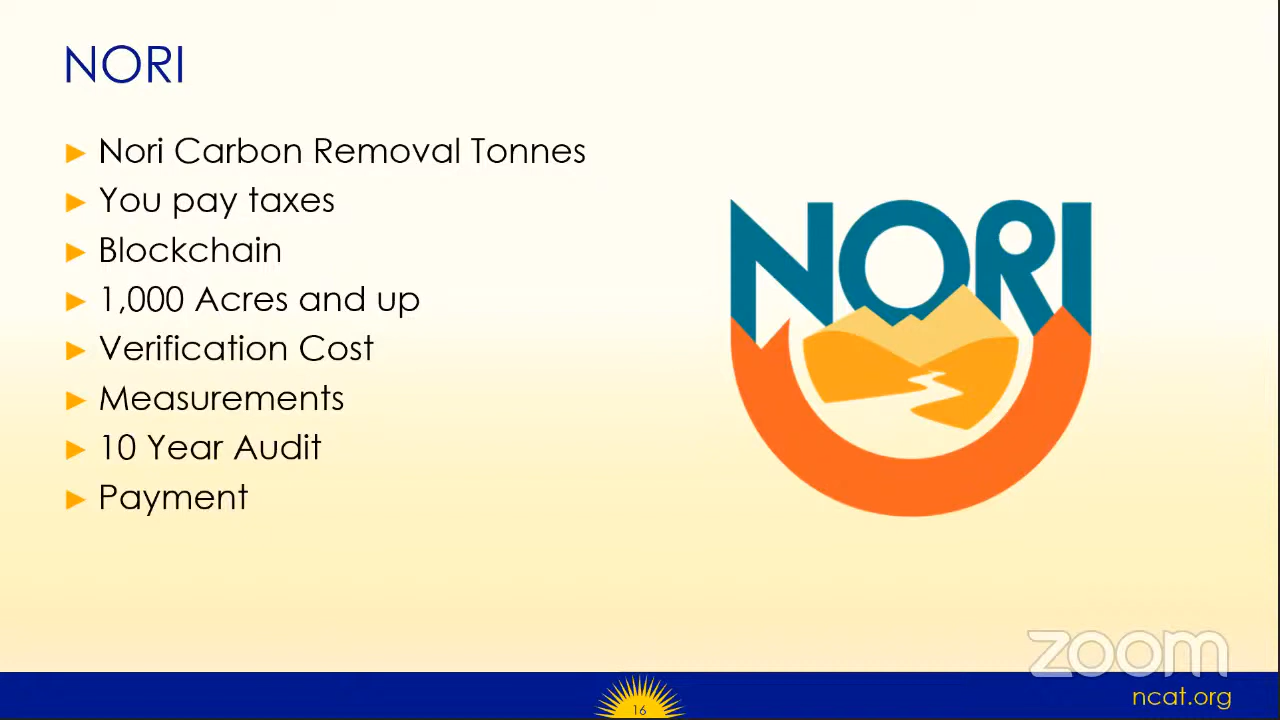 NORI
Nori Carbon Removal Tonnes
You pay taxes
Blockchain
1,000 Acres and up
Verification Cost
Measurements
10 Year Audit
Payment
NORI
zoom
16
ncat.org